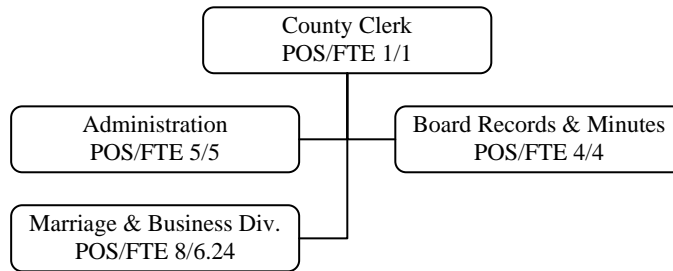 County Clerk
POS/FTE 1/1
Administration
POS/FTE 5/5
Board Records & Minutes
POS/FTE 4/4
Marriage & Business Div.
POS/FTE 8/6.24